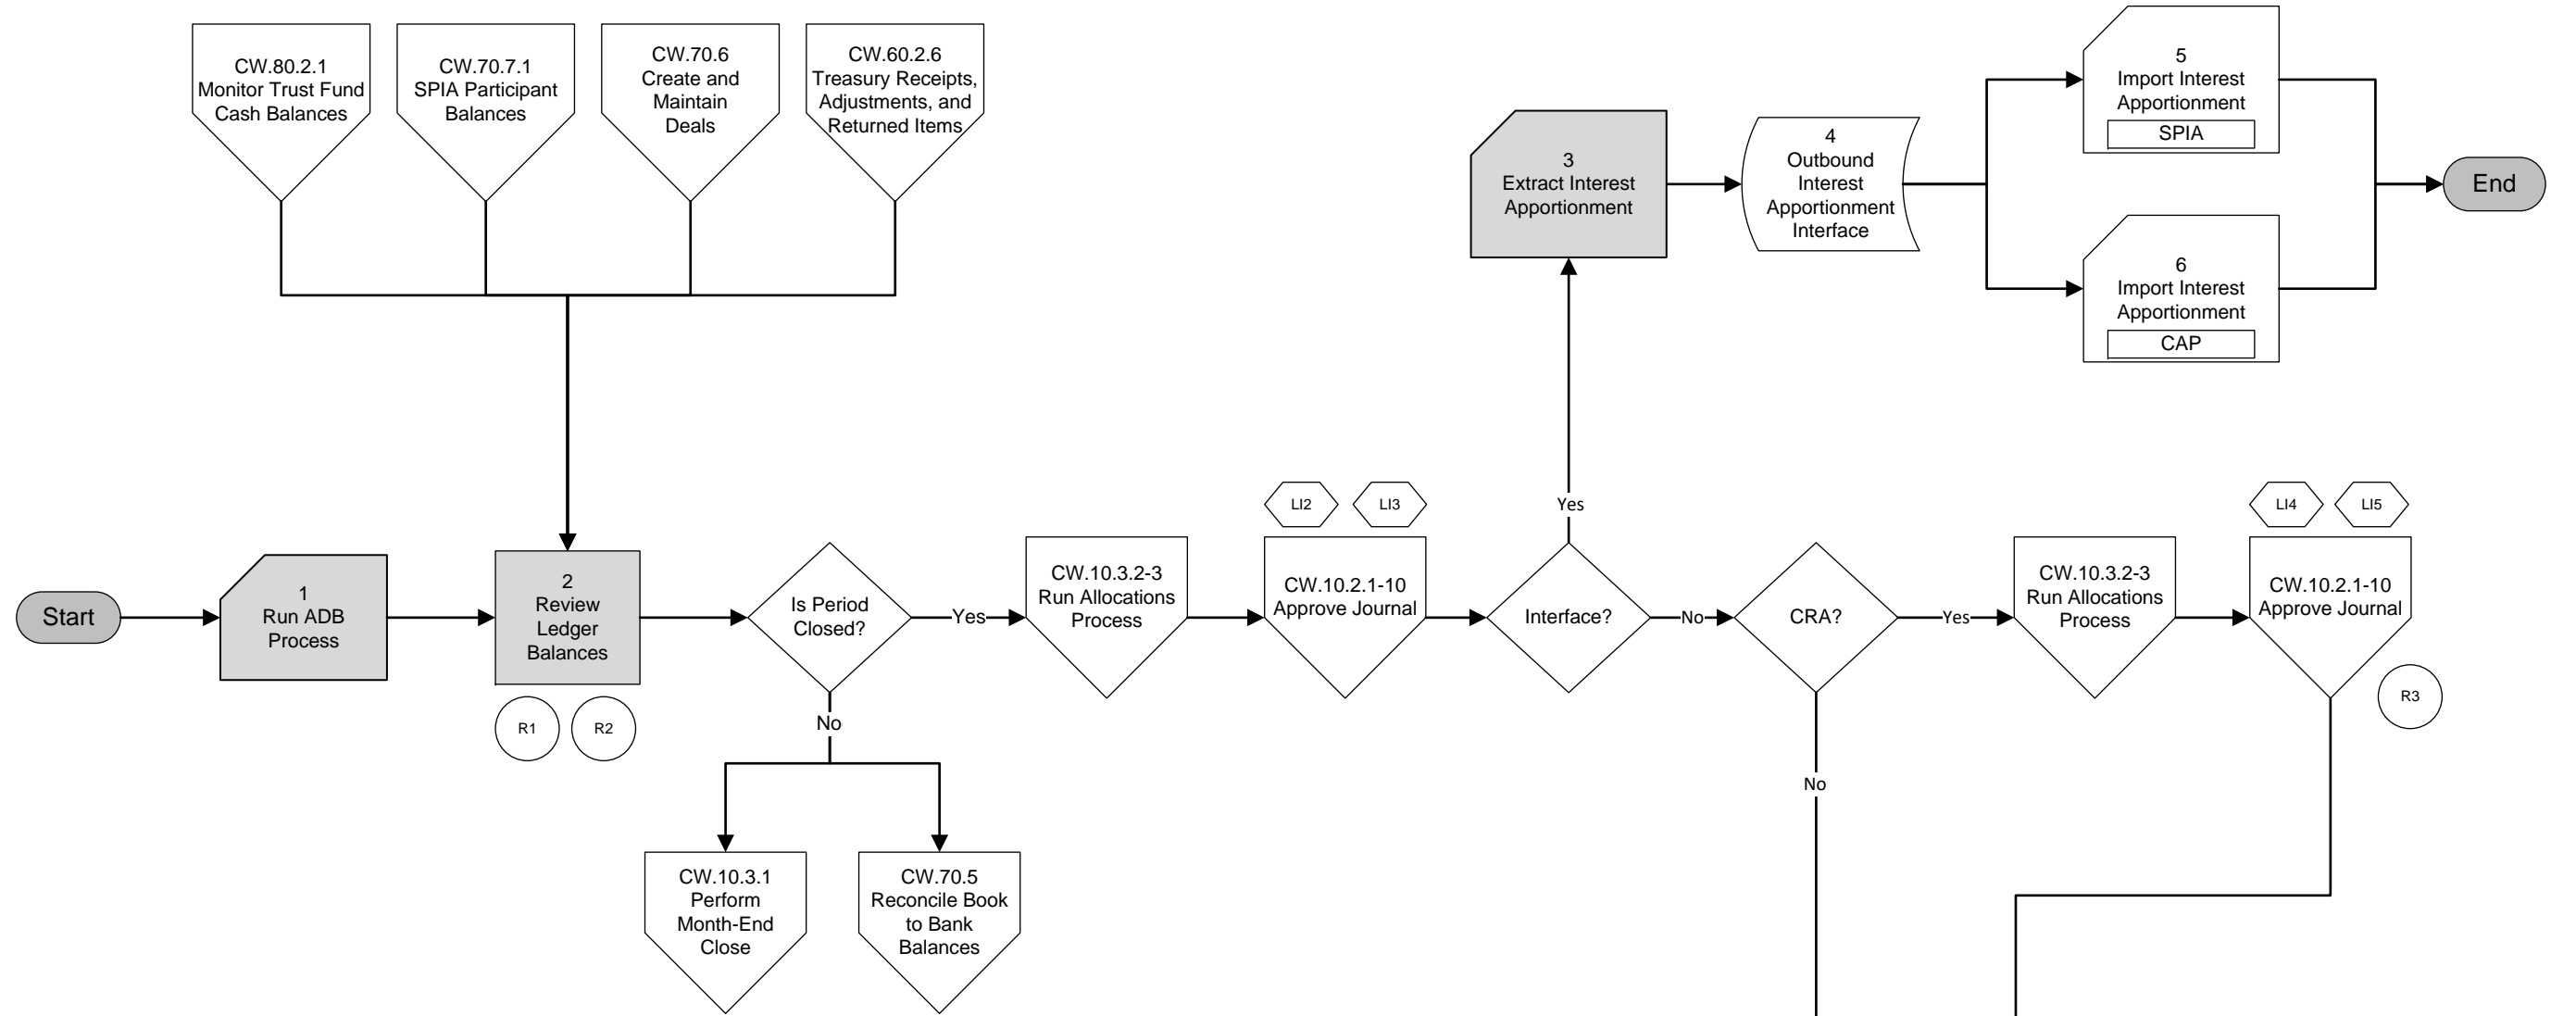 CW.80.2.1
Monitor Trust Fund
Cash Balances
CW.70.7.1
SPIA Participant
Balances
CW.70.6
Create and
Maintain
Deals
CW.60.2.6
Treasury Receipts,
Adjustments, and
Returned Items
3
Extract Interest
Apportionment
4
Outbound
Interest
Apportionment
Interface
5
Import Interest
Apportionment
SPIA
6
Import Interest
Apportionment
CAP
End
Start
1
Run ADB
Process
2
Review
Ledger
Balances
R1
R2
Is Period
Closed?
Yes
No
CW.10.3.1
Perform
Month-End
Close
CW.70.5
Reconcile Book
to Bank
Balances
CW.10.3.2-3
Run Allocations
Process
LI2
LI3
CW.10.2.1-10
Approve Journal
Interface?
Yes
No
CRA?
Yes
No
CW.10.3.2-3
Run Allocations
Process
LI4
LI5
CW.10.2.1-10
Approve Journal
R3